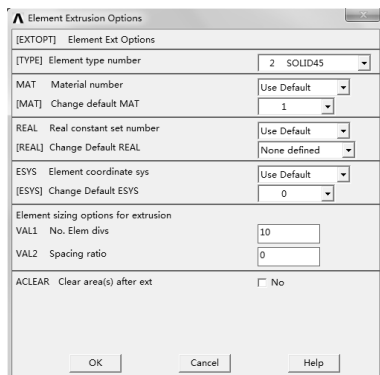 Element Extrusion Options
[EXTOPT] Element Ext Options
[TYPE] Element type number 2 SOLID45
MAT Material number Use Default
[MAT] Change default MAT 1
REAL Real constant set number Use Default
[REAL] Change Default REAL None defined
ESYS Element coordinate sys Use Default
[ESYS] Change Default ESYS 0
Element sizing options for extrusion
VAL1 No. Elem divs 10
VAL2 Spacing ratio 0
ACLEAR Clear area(s) after ext No
OK Cancel Help